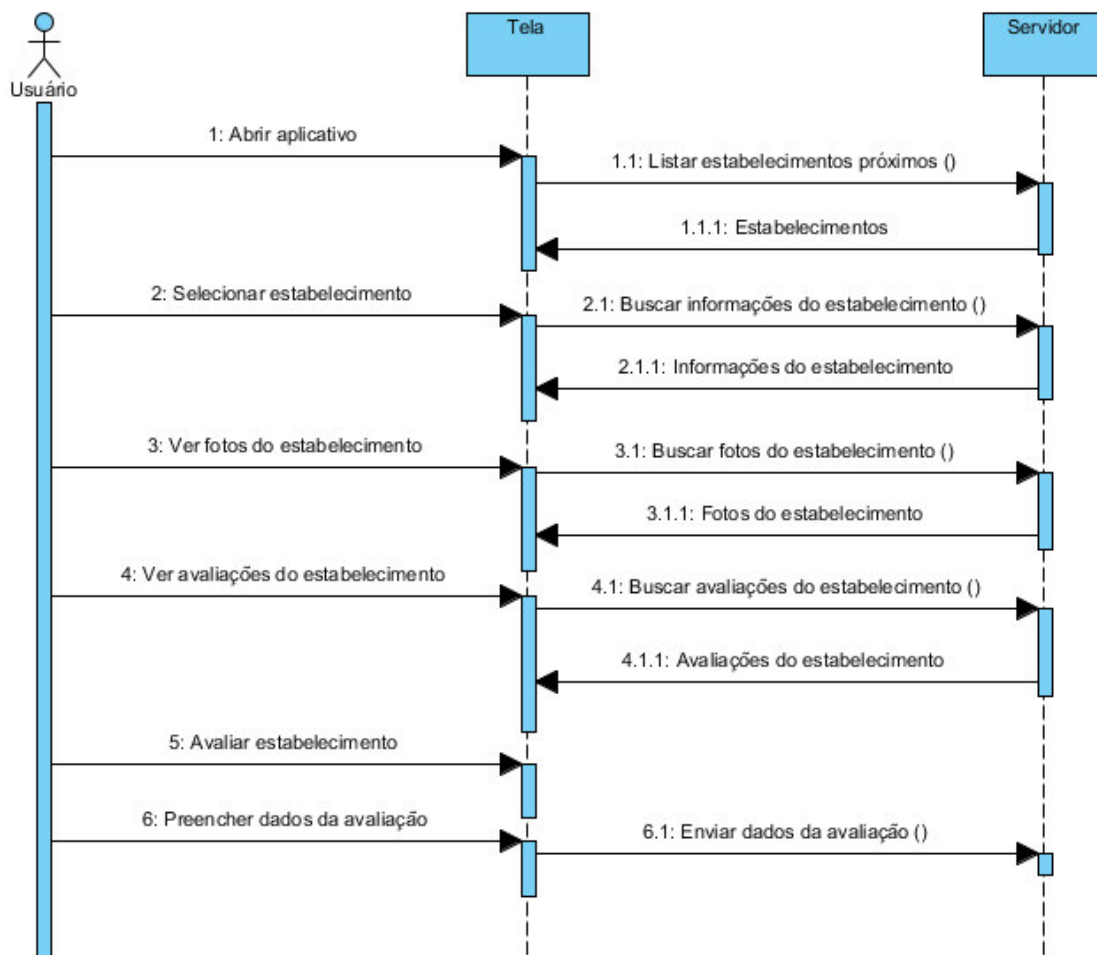 Tela
Servidor
Usuário
1: Abrir aplicativo
1.1: Listar estabelecimentos próximos ()
1.1.1: Estabelecimentos
2: Selecionar estabelecimento
2.1: Buscar informações do estabelecimento ()
2.1.1: Informações do estabelecimento
3: Ver fotos do estabelecimento
3.1: Buscar fotos do estabelecimento ()
3.1.1: Fotos do estabelecimento
4: Ver avaliações do estabelecimento
4.1: Buscar avaliações do estabelecimento ()
4.1.1: Avaliações do estabelecimento
5: Avaliar estabelecimento
6: Preencher dados da avaliação
6.1: Enviar dados da avaliação ()